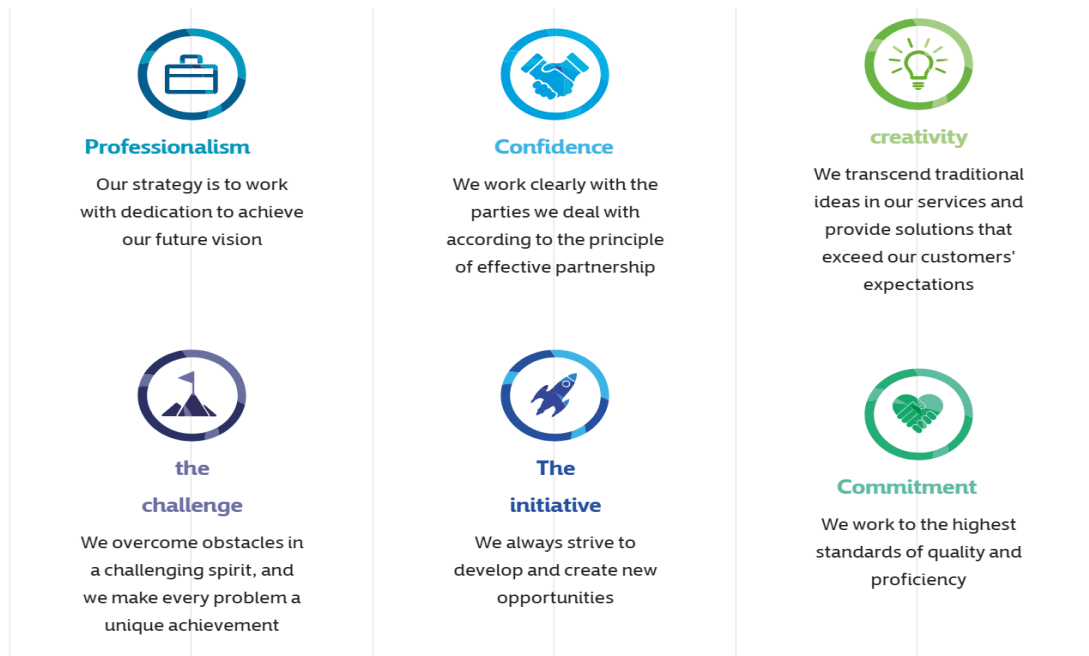 Professionalism
Our strategy is to work
with dedication to achieve
our future vision
Confidence
We work clearly with the
parties we deal with
according to the principle
of effective partnership
creativity
We transcend traditional
ideas in our services and
provide solutions that
exceed our customers'
expectations
the
challenge
We overcome obstacles in
a challenging spirit, and
we make every problem a
unique achievement
The
initiative
We always strive to
develop and create new
opportunities
Commitment
We work to the highest
standards of quality and
proficiency